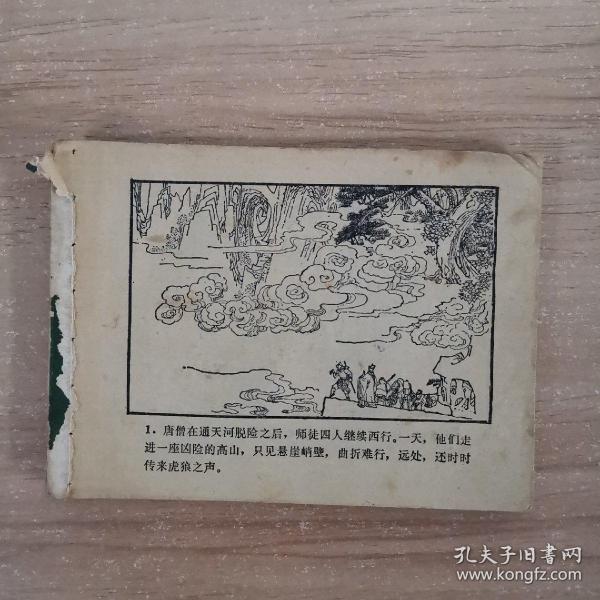 1. 唐僧在通天河脱险之后，师徒四人继续西行。一天，他们走
进一座凶险的高山，只见悬崖峭壁，曲折难行，远处，还时时
传来虎狼之声。
孔夫子旧書网
www.kongfz.com